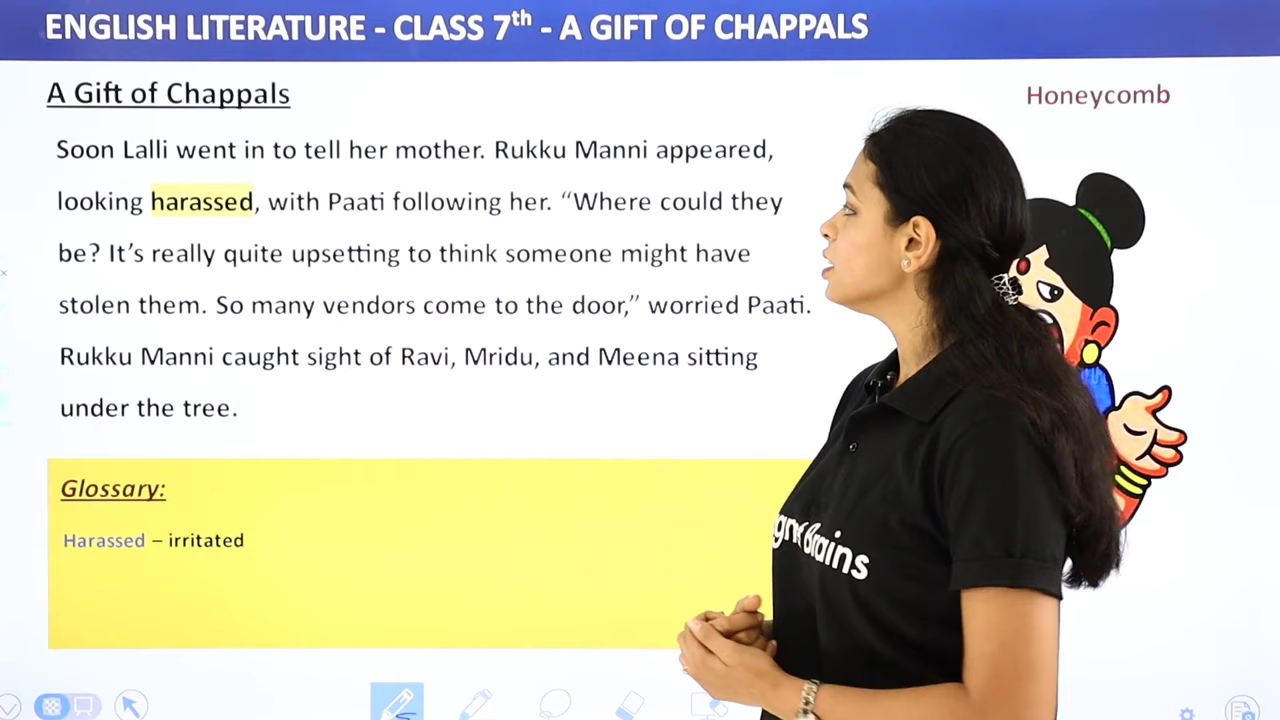 ENGLISH LITERATURE - CLASS 7th - A GIFT OF CHAPPALS
A Gift of Chappals
Honeycomb
Soon Lalli went in to tell her mother. Rukku Manni appeared,
looking harassed, with Paati following her. “Where could they
be? It’s really quite upsetting to think someone might have
stolen them. So many vendors come to the door,” worried Paati.
Rukku Manni caught sight of Ravi, Mridu, and Meena sitting
under the tree.
Glossary:
Harassed – irritated
Brains